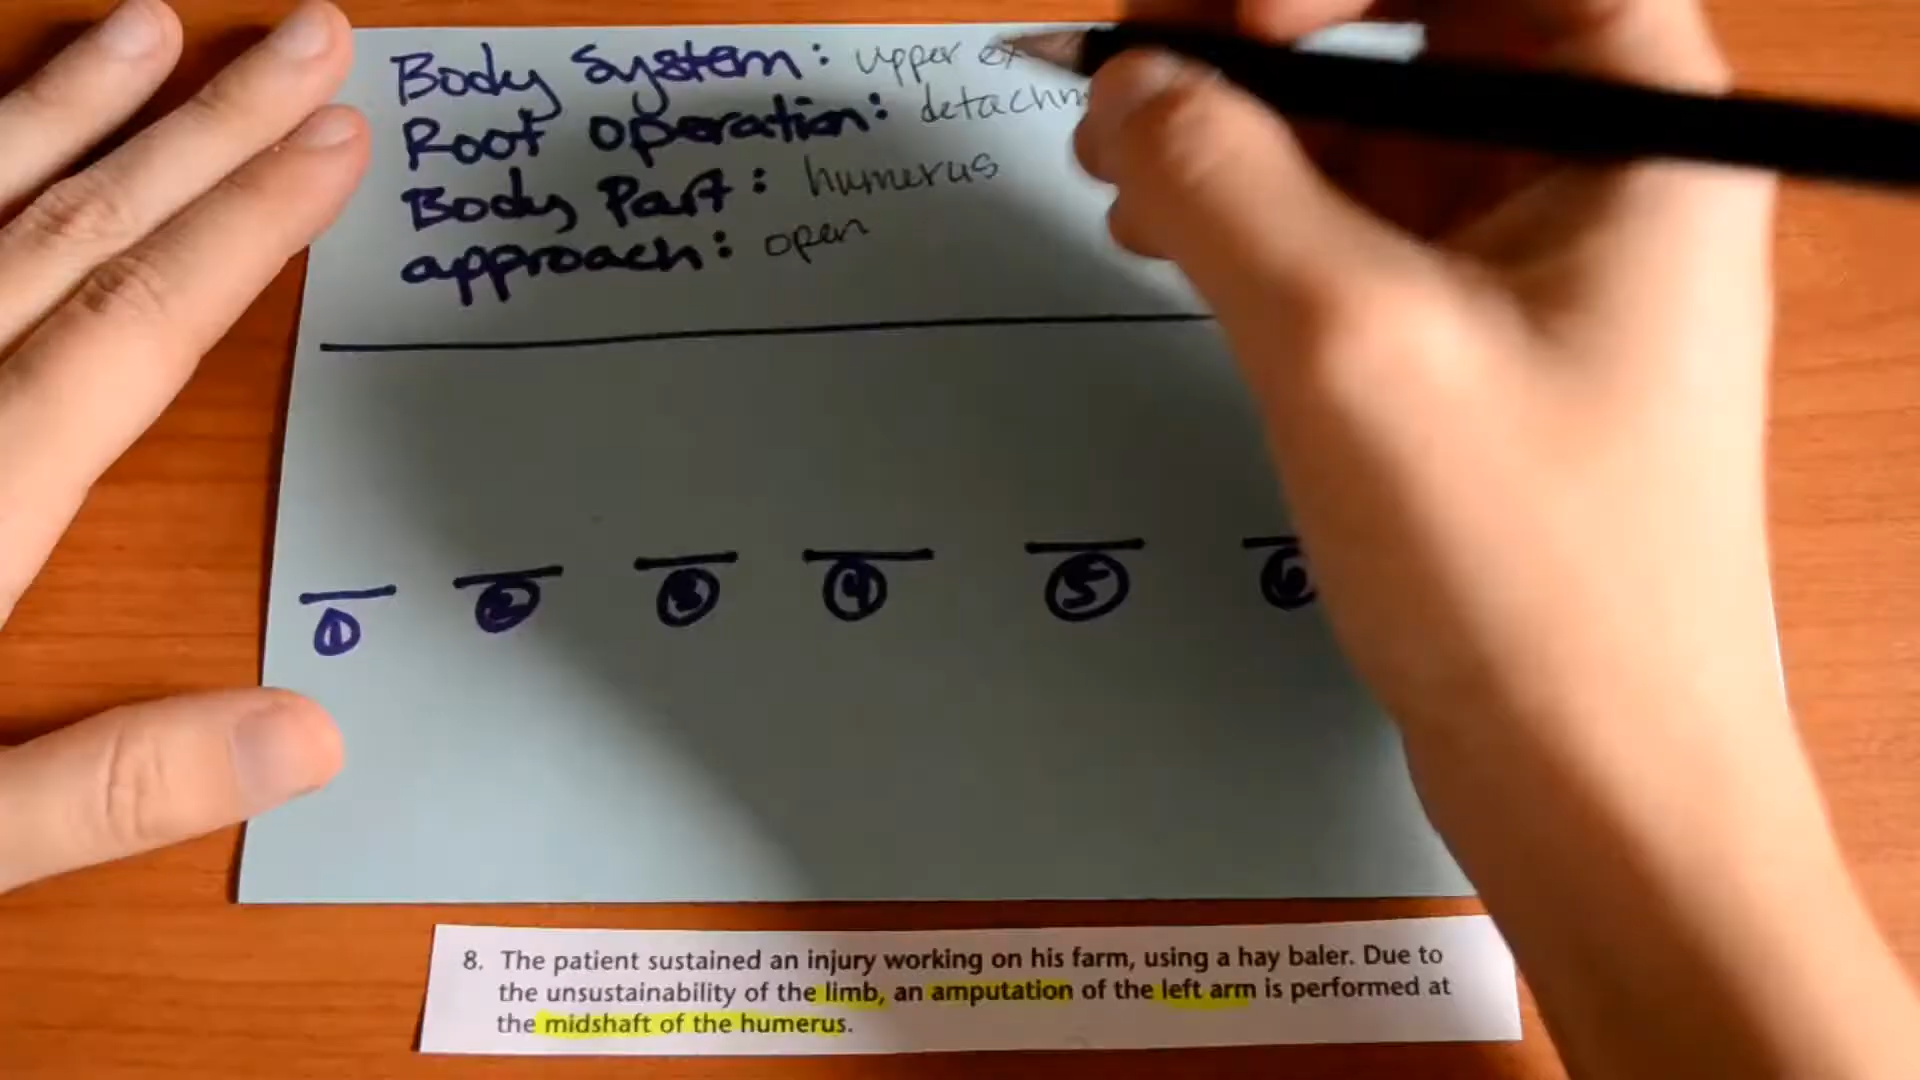 Body System: upper ex
Root operation: detachm
Body Part: humerus
approach: open
1 2 3 4 5 6
8. The patient sustained an injury working on his farm, using a hay baler. Due to
the unsustainability of the limb, an amputation of the left arm is performed at
the midshaft of the humerus.